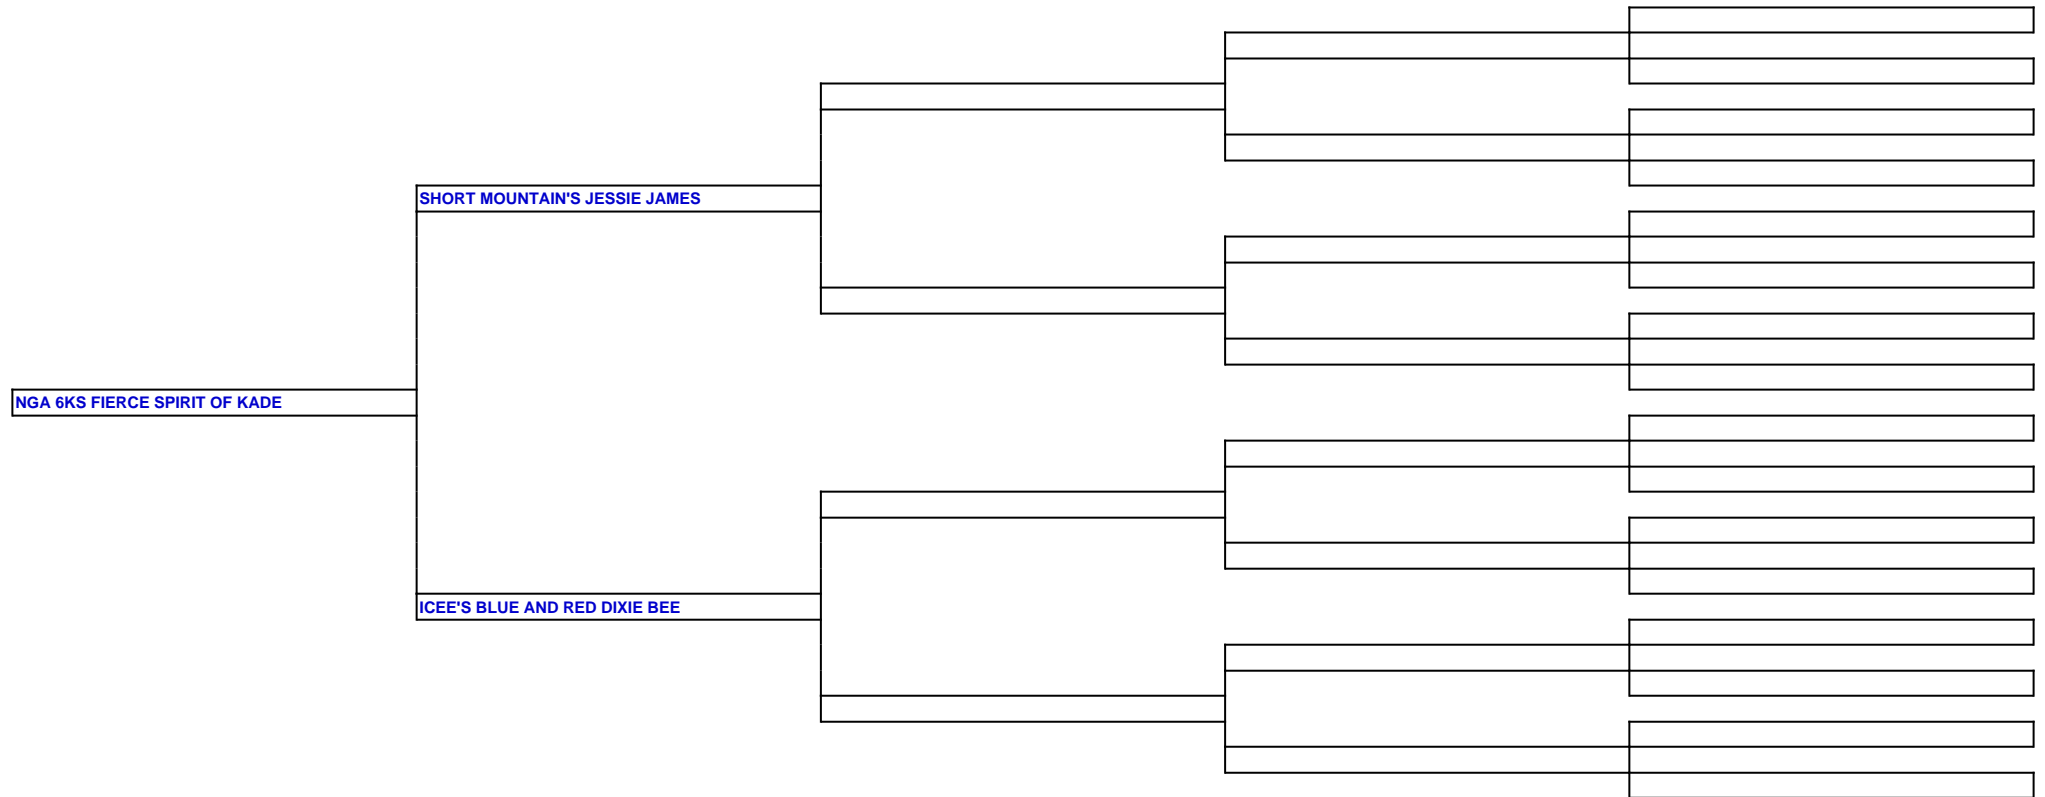 SHORT MOUNTAIN'S JESSIE JAMES
NGA 6KS FIERCE SPIRIT OF KADE
ICEE'S BLUE AND RED DIXIE BEE